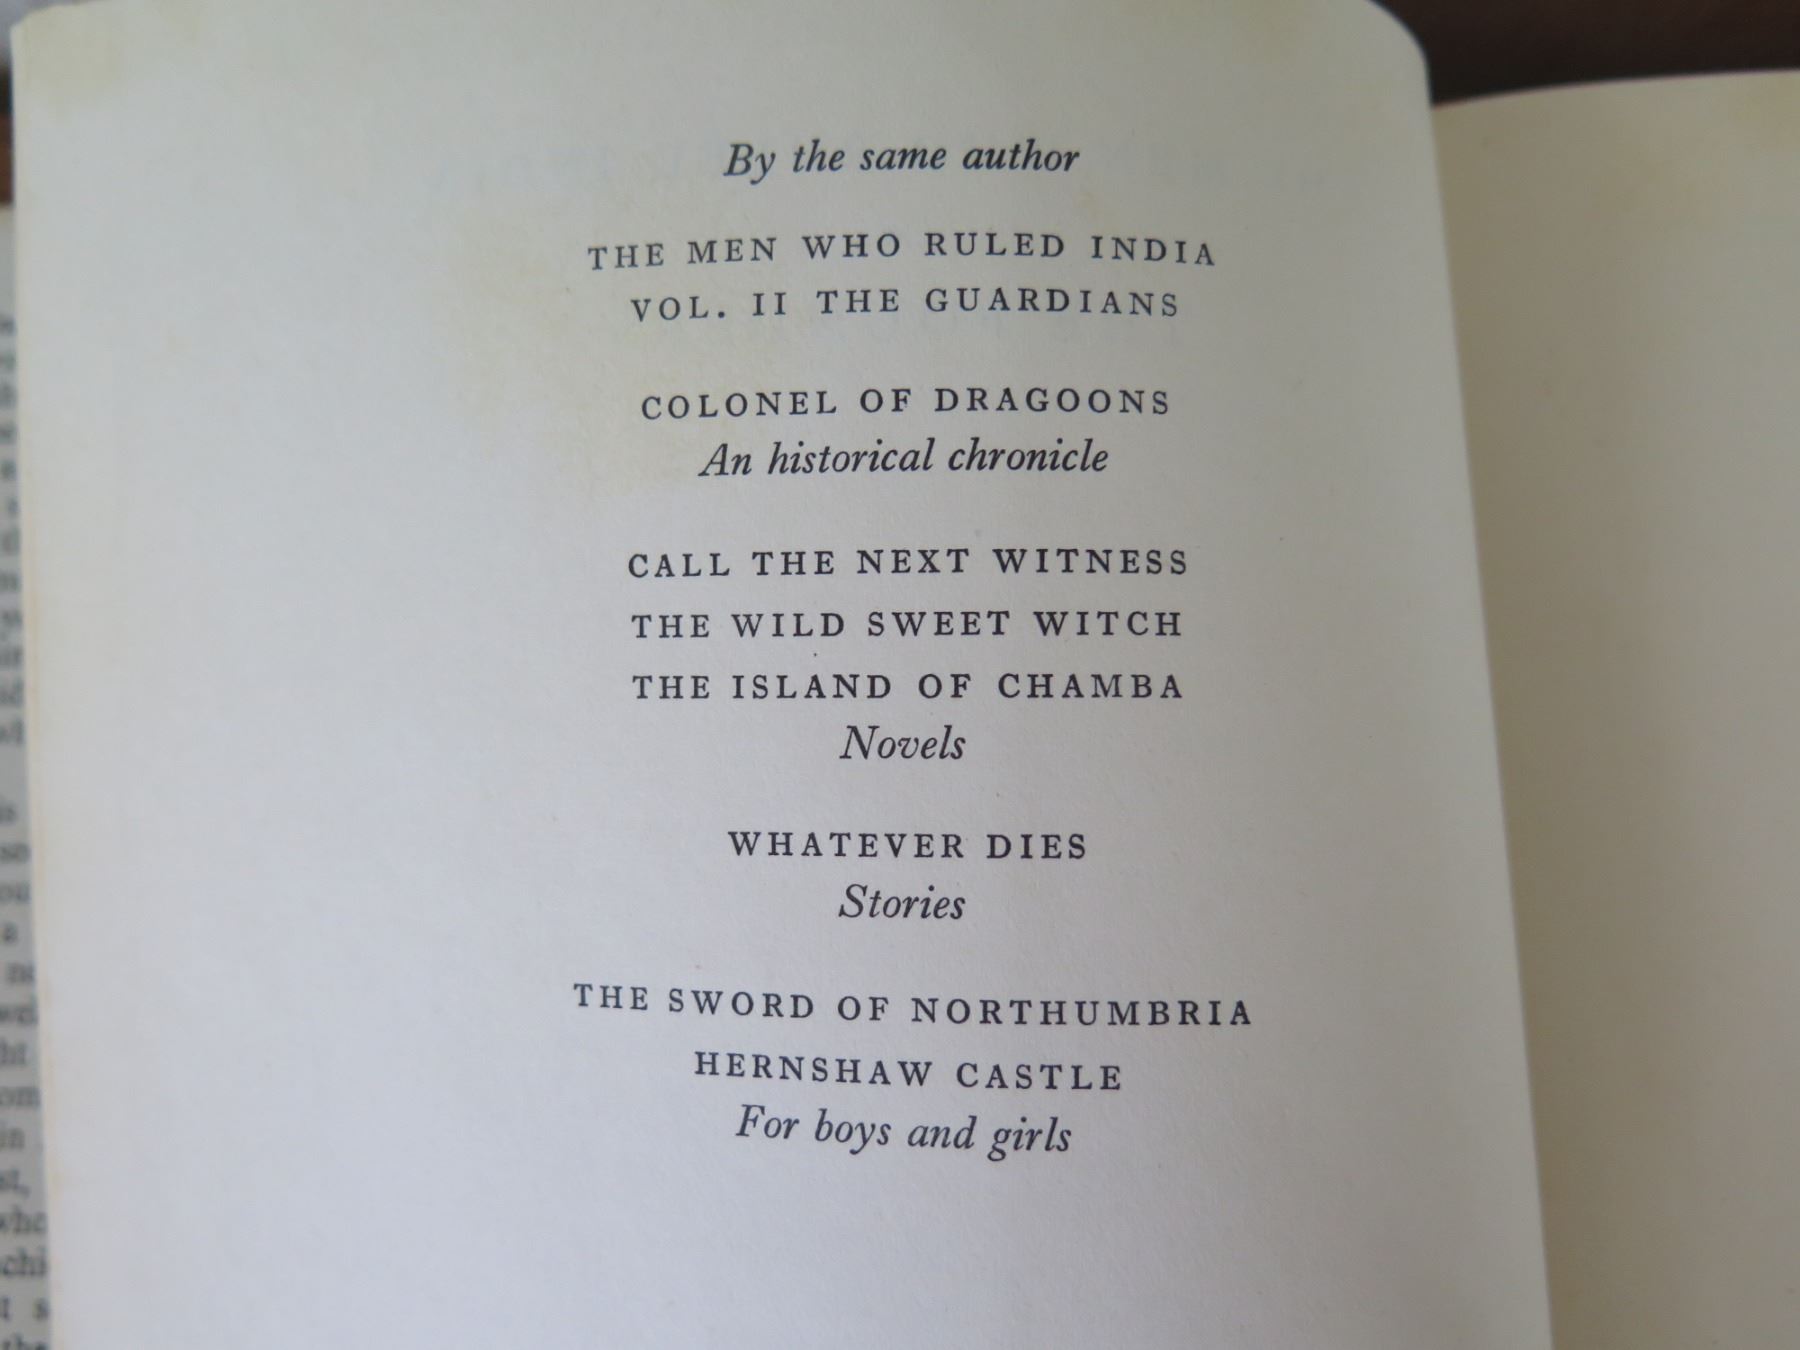 By the same author
THE MEN WHO RULED INDIA
VOL. II THE GUARDIANS
COLONEL OF DRAGOONS
An historical chronicle
CALL THE NEXT WITNESS
THE WILD SWEET WITCH
THE ISLAND OF CHAMBA
Novels
WHATEVER DIES
Stories
THE SWORD OF NORTHUMBRIA
HERNSHAW CASTLE
For boys and girls